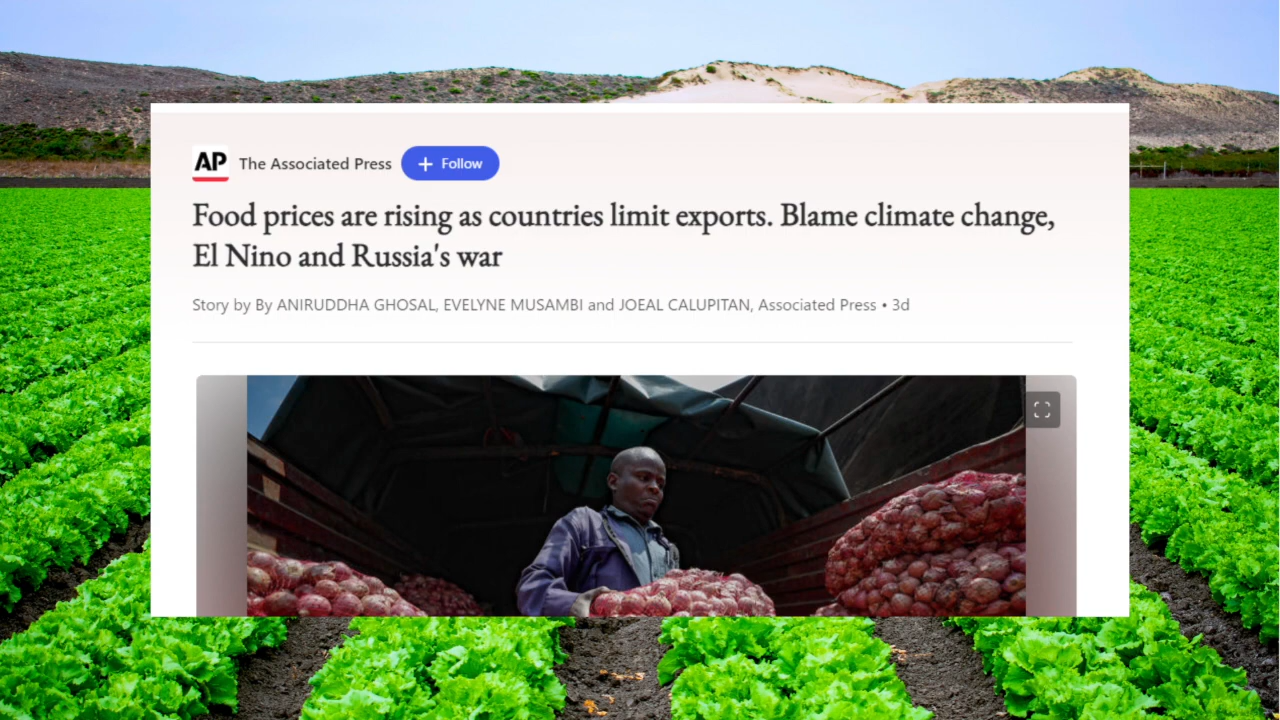 AP The Associated Press + Follow
Food prices are rising as countries limit exports. Blame climate change,
El Nino and Russia's war
Story by By ANIRUDDHA GHOSAL, EVELYNE MUSAMBI and JOEAL CALUPITAN, Associated Press • 3d